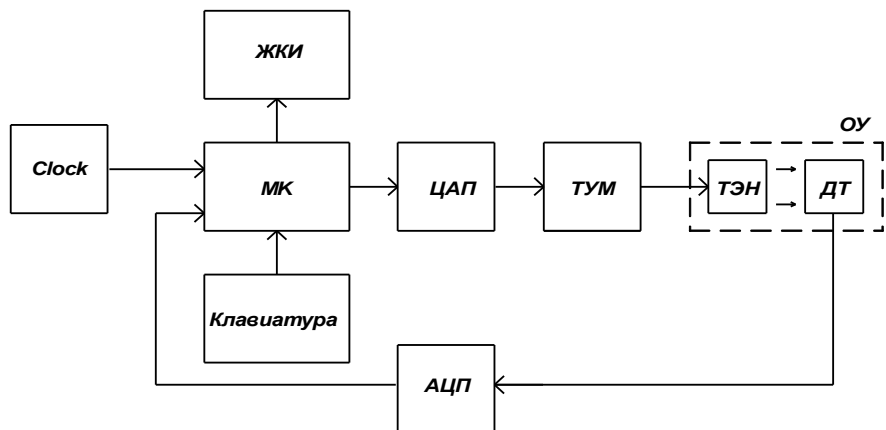 ЖКИ
ОУ
Clock
МК
ЦАП
ТУМ
ТЭН
ДТ
Клавиатура
АЦП